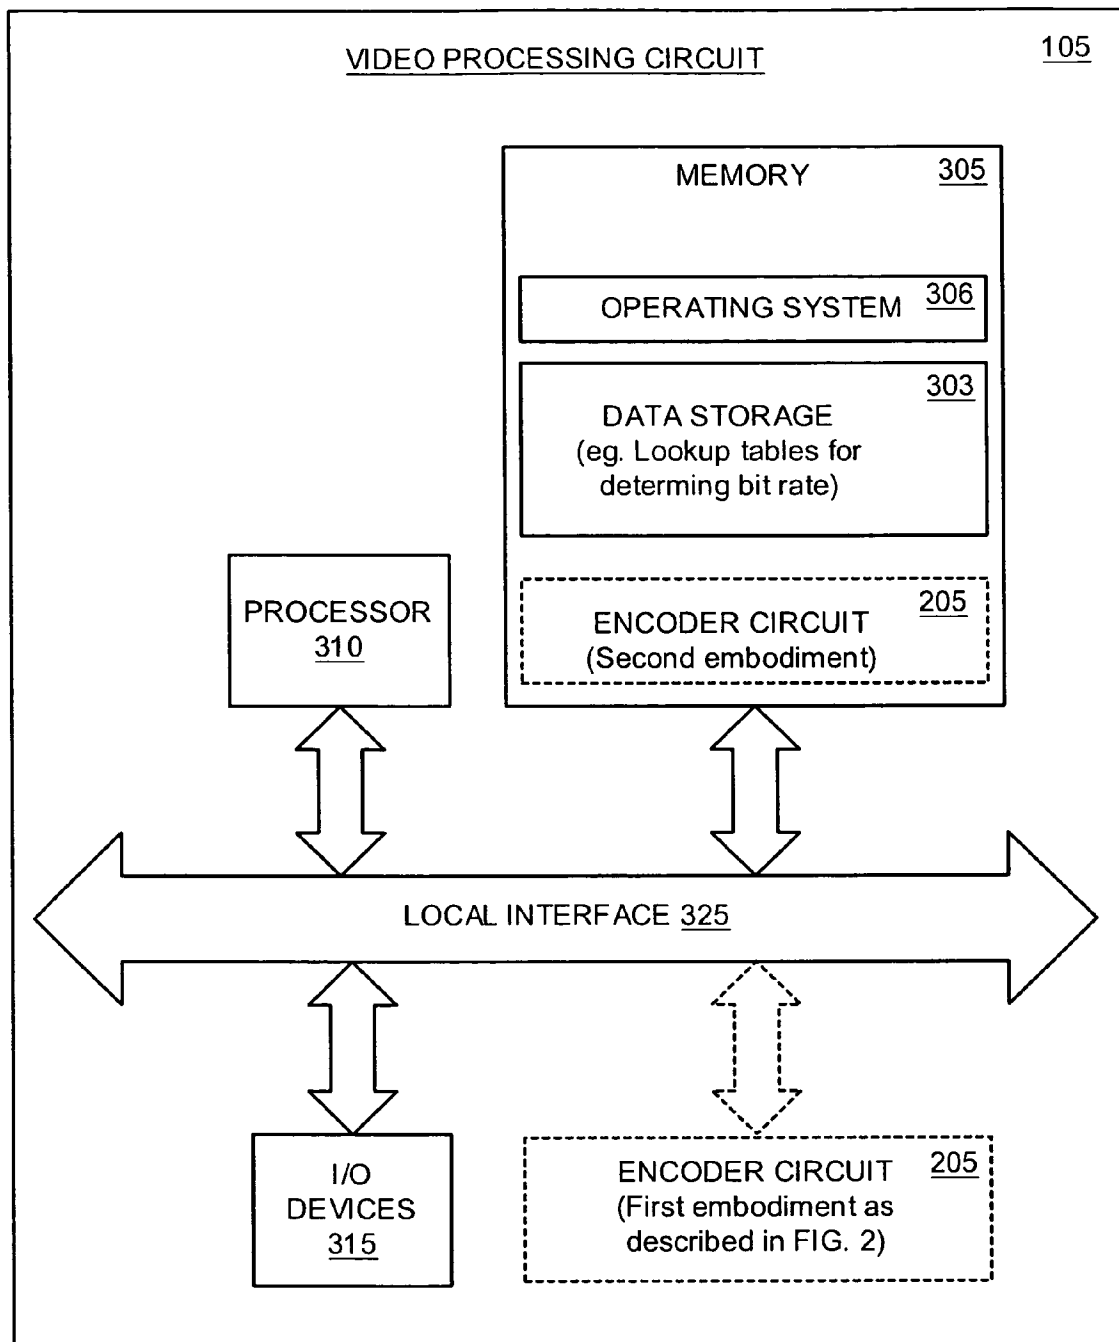 VIDEO PROCESSING CIRCUIT
105
MEMORY
305
OPERATING SYSTEM
306
DATA STORAGE
303
(eg. Lookup tables for
determing bit rate)
ENCODER CIRCUIT
205
(Second embodiment)
PROCESSOR
310
LOCAL INTERFACE 325
I/O
DEVICES
315
ENCODER CIRCUIT
205
(First embodiment as
described in FIG. 2)